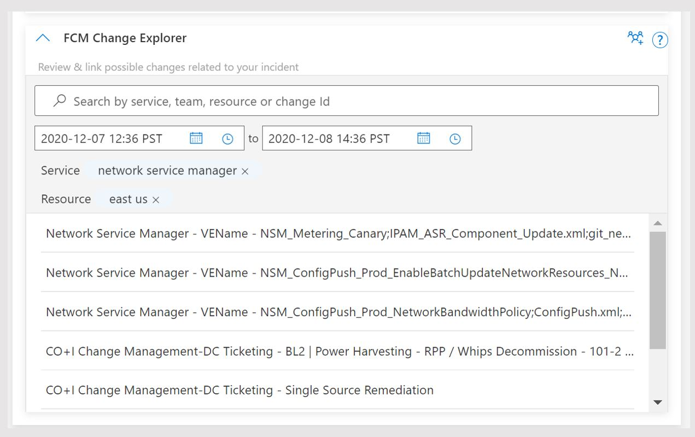 FCM Change Explorer
Review & link possible changes related to your incident
Search by service, team, resource or change Id
2020-12-07 12:36 PST to 2020-12-08 14:36 PST
Service network service manager ×
Resource east us ×
Network Service Manager - VEName - NSM_Metering_Canary;IPAM_ASR_Component_Update.xml;git_ne...
Network Service Manager - VEName - NSM_ConfigPush_Prod_EnableBatchUpdateNetworkResources_N...
Network Service Manager - VEName - NSM_ConfigPush_Prod_NetworkBandwidthPolicy;ConfigPush.xml;...
CO+I Change Management-DC Ticketing - BL2 | Power Harvesting - RPP / Whips Decommission - 101-2 ...
CO+I Change Management-DC Ticketing - Single Source Remediation